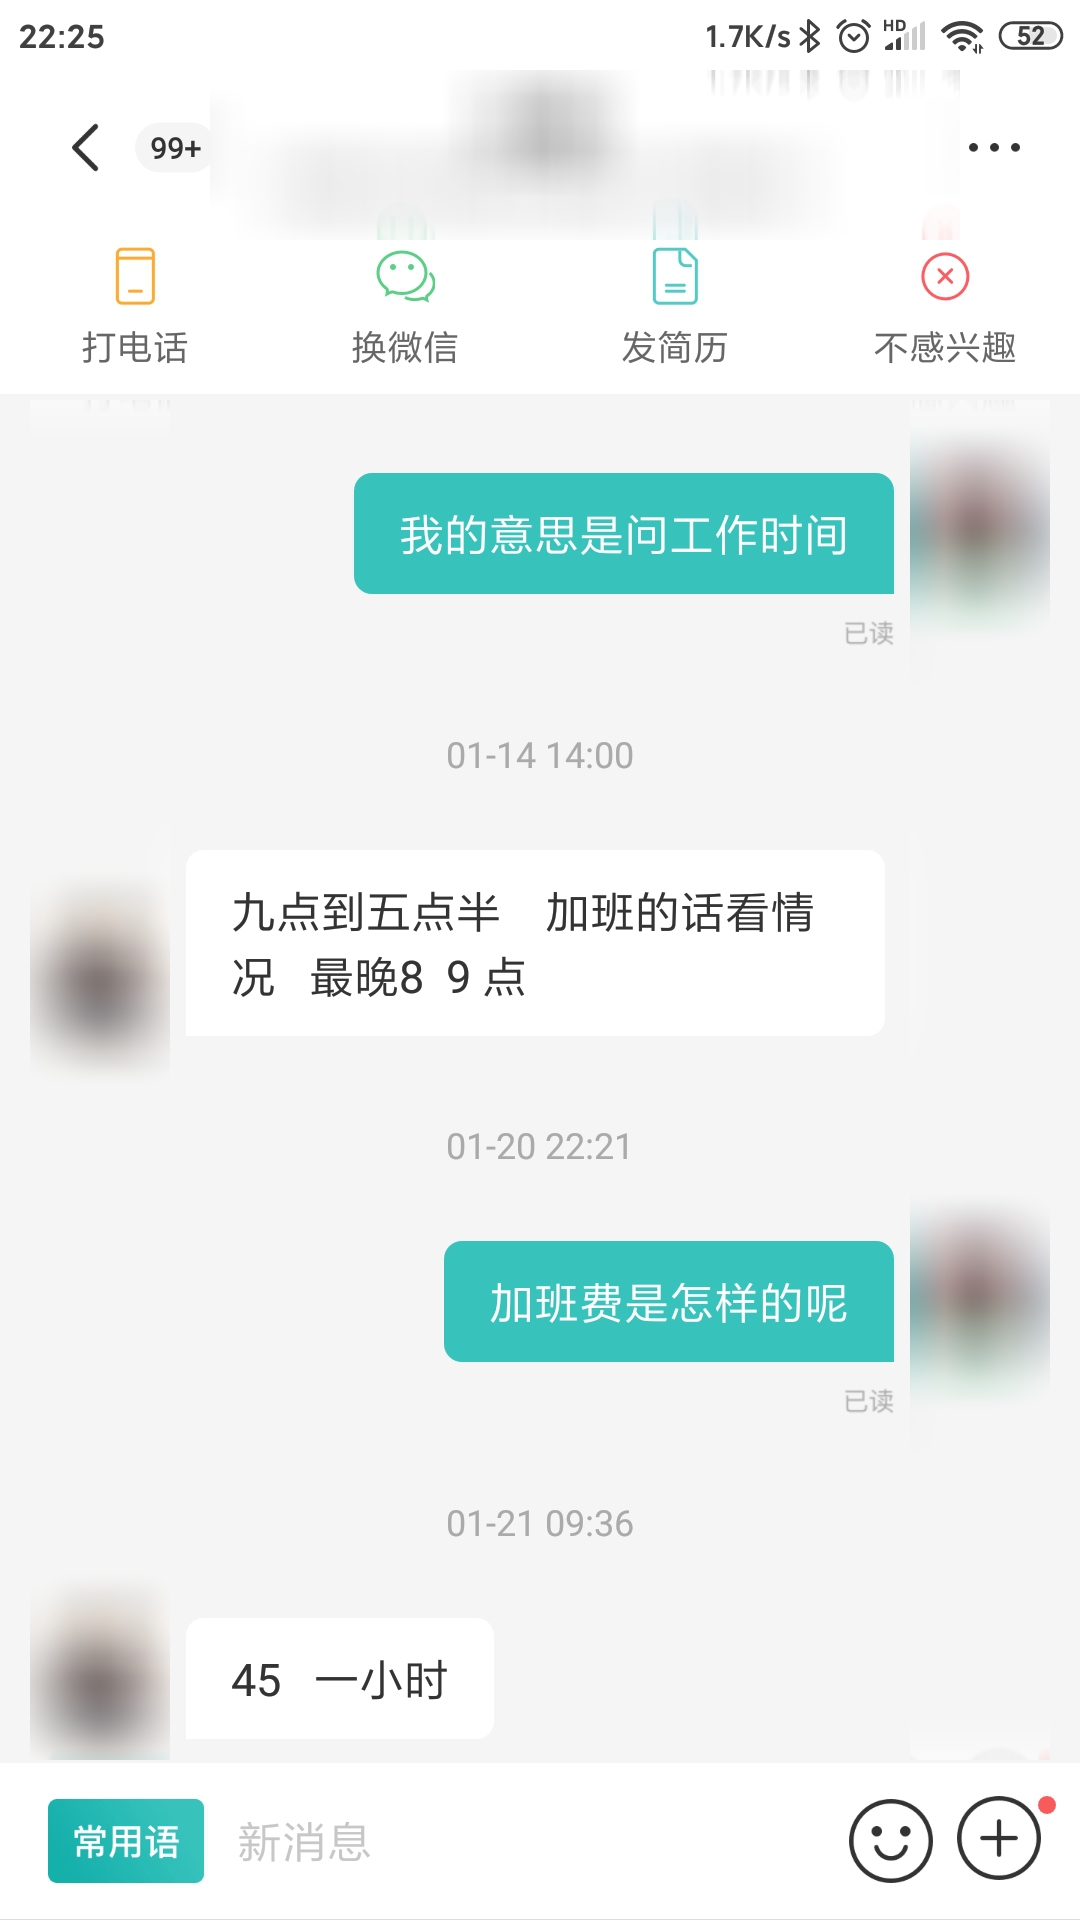 22:25
1.7K/s HD 52
99+
打电话 换微信 发简历 不感兴趣
我的意思是问工作时间
已读
01-14 14:00
九点到五点半 加班的话看情
况 最晚8 9 点
01-20 22:21
加班费是怎样的呢
已读
01-21 09:36
45 一小时
常用语 新消息